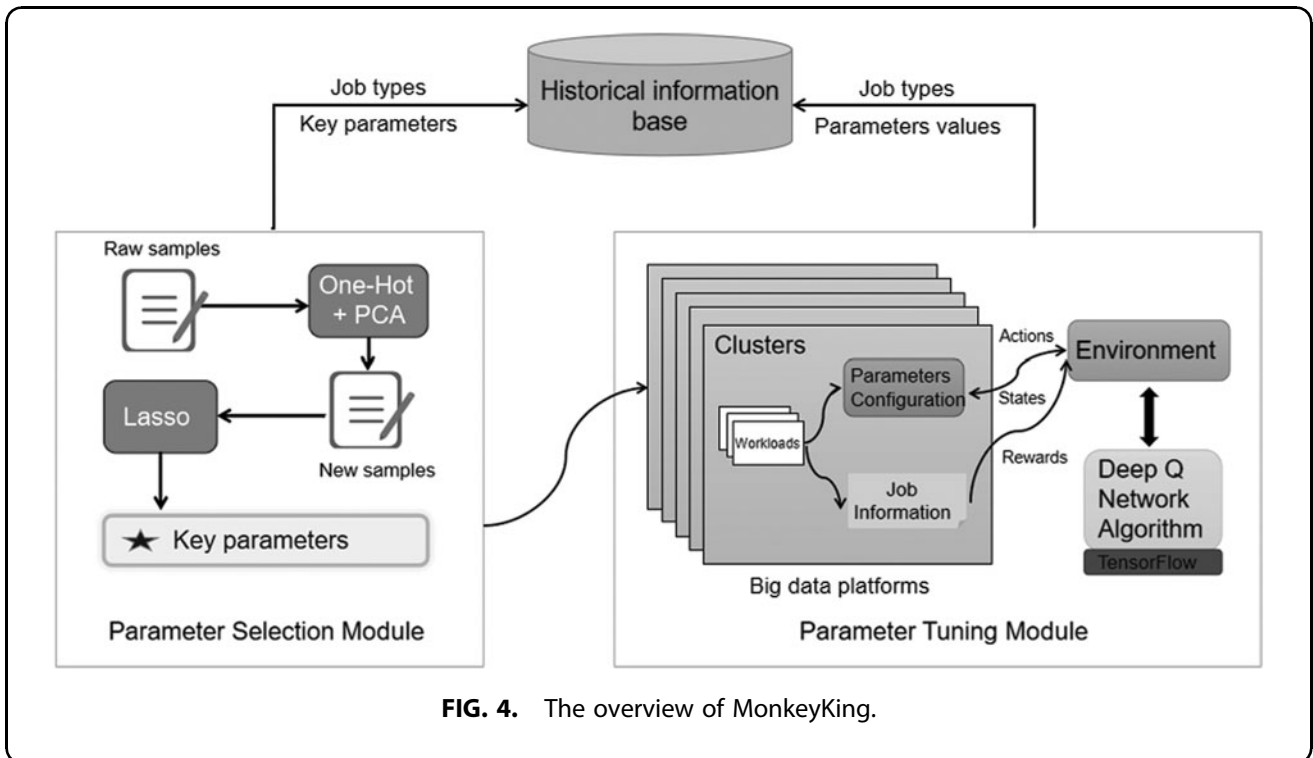 Historical information
base
Job types
Key parameters
Job types
Parameters values
Raw samples
One-Hot
+ PCA
Lasso
New samples
Key parameters
Parameter Selection Module
Clusters
Parameters
Configuration
Workloads
Job
Information
Big data platforms
Actions
States
Rewards
Environment
Deep Q
Network
Algorithm
TensorFlow
Parameter Tuning Module
FIG. 4. The overview of MonkeyKing.